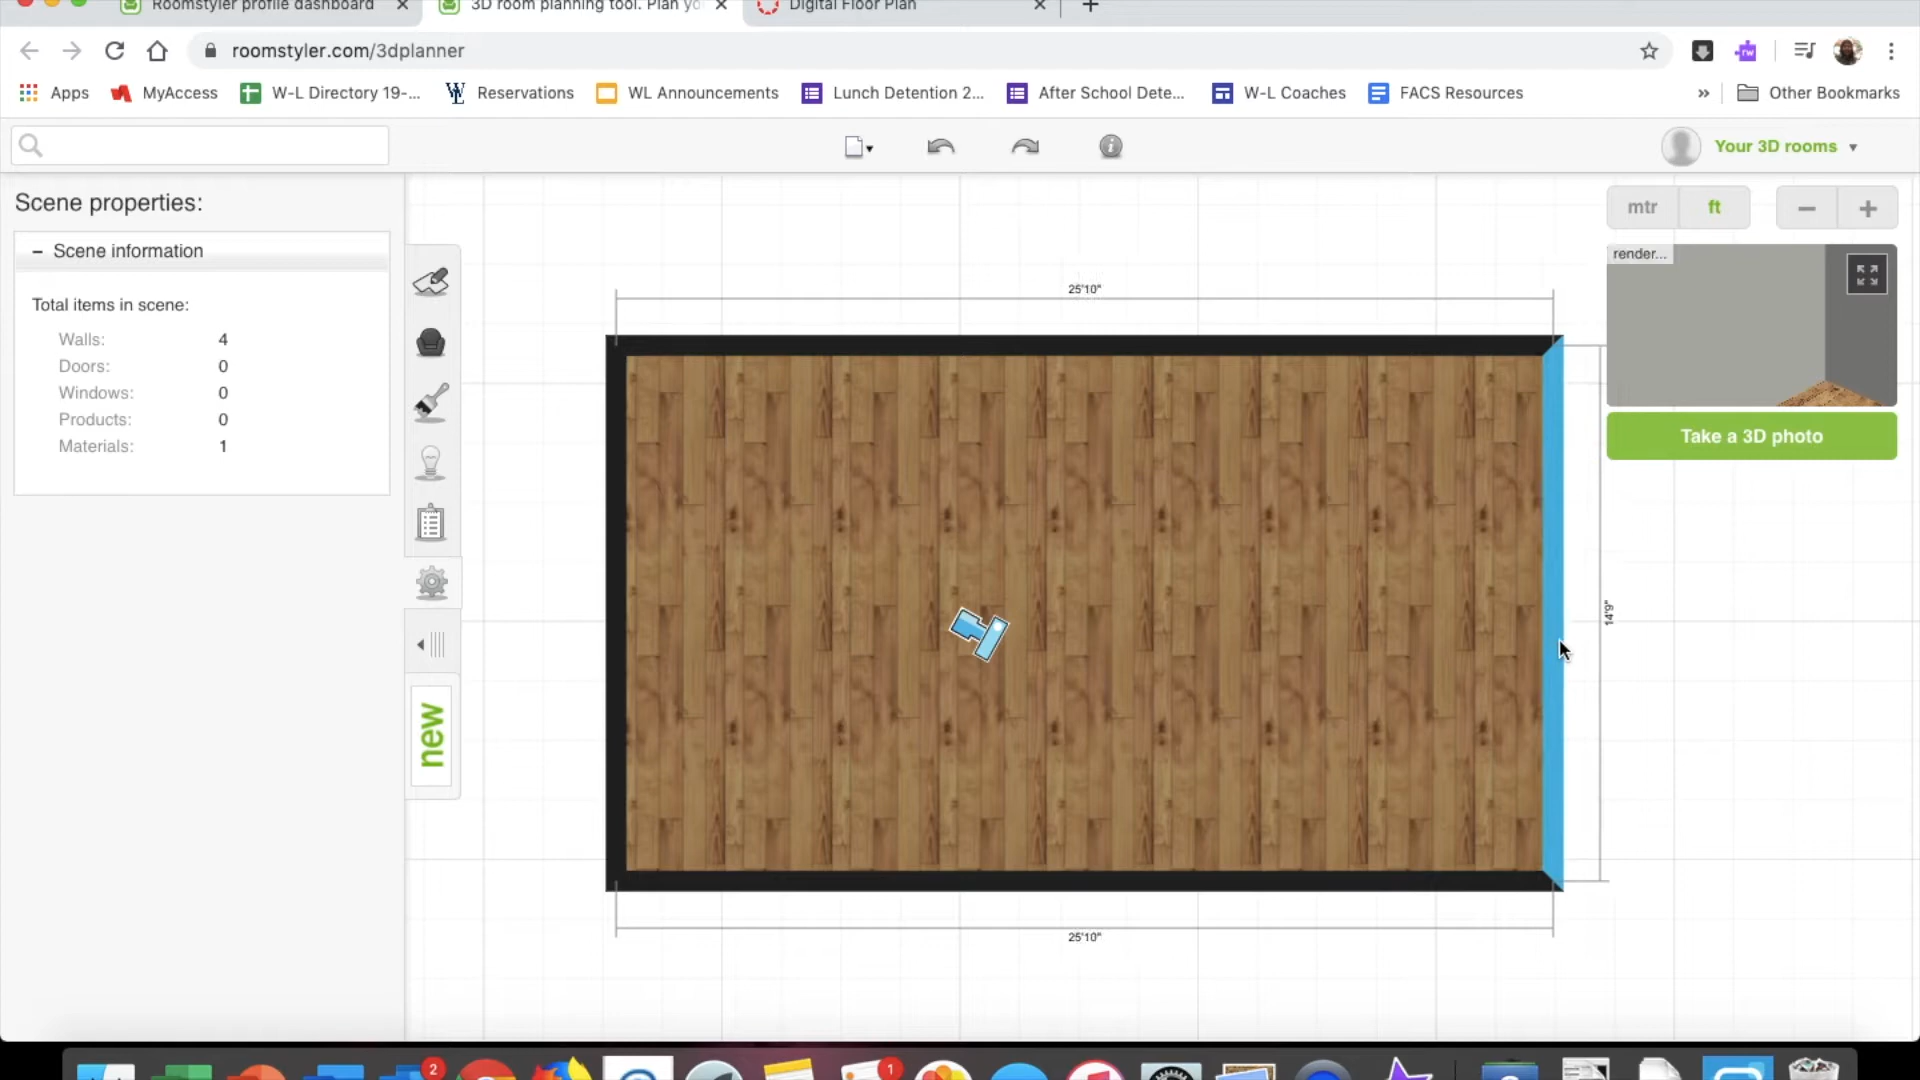 Roomstyler profile dashboard
3D room planning tool. Plan yo
Digital Floor Plan
roomstyler.com/3dplanner
rw
Apps
MyAccess
W-L Directory 19-...
Reservations
WL Announcements
Lunch Detention 2...
After School Dete...
W-L Coaches
FACS Resources
Other Bookmarks
Your 3D rooms
Scene properties:
mtr
ft
Scene information
render...
Total items in scene:
Walls: 4
Doors: 0
Windows: 0
Products: 0
Materials: 1
25'10"
Take a 3D photo
14'9"
new
25'10"
2
1